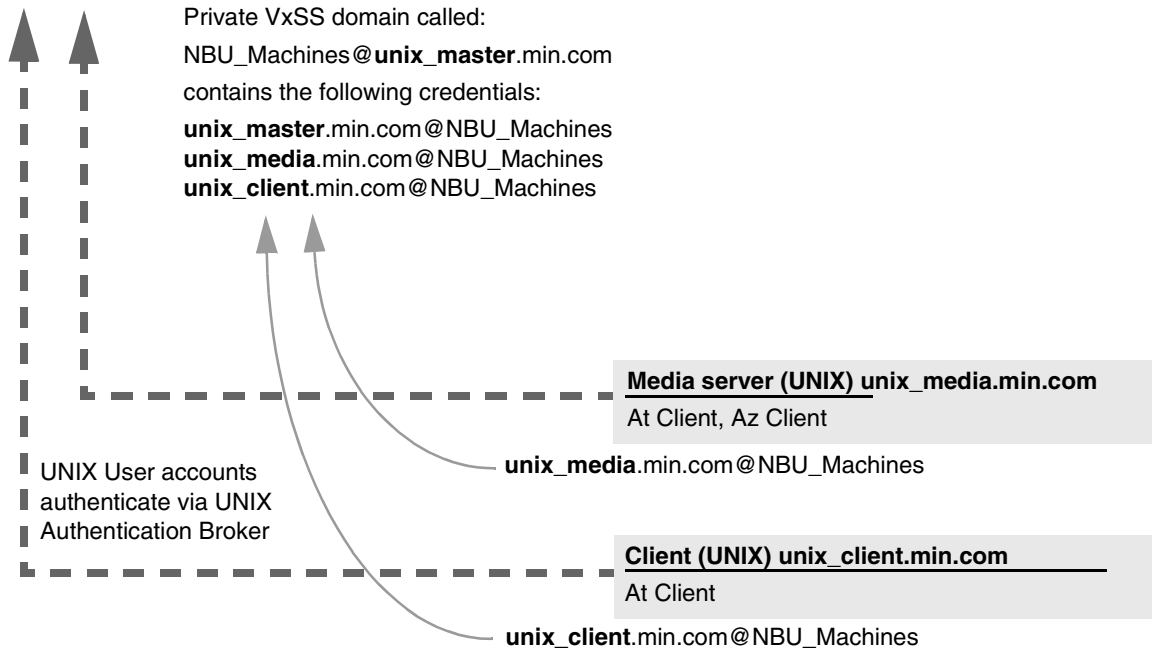 Private VxSS domain called:
NBU_Machines@unix_master.min.com
contains the following credentials:
unix_master.min.com@NBU_Machines
unix_media.min.com@NBU_Machines
unix_client.min.com@NBU_Machines
Media server (UNIX) unix_media.min.com
At Client, Az Client
unix_media.min.com@NBU_Machines
UNIX User accounts
authenticate via UNIX
Authentication Broker
Client (UNIX) unix_client.min.com
At Client
unix_client.min.com@NBU_Machines